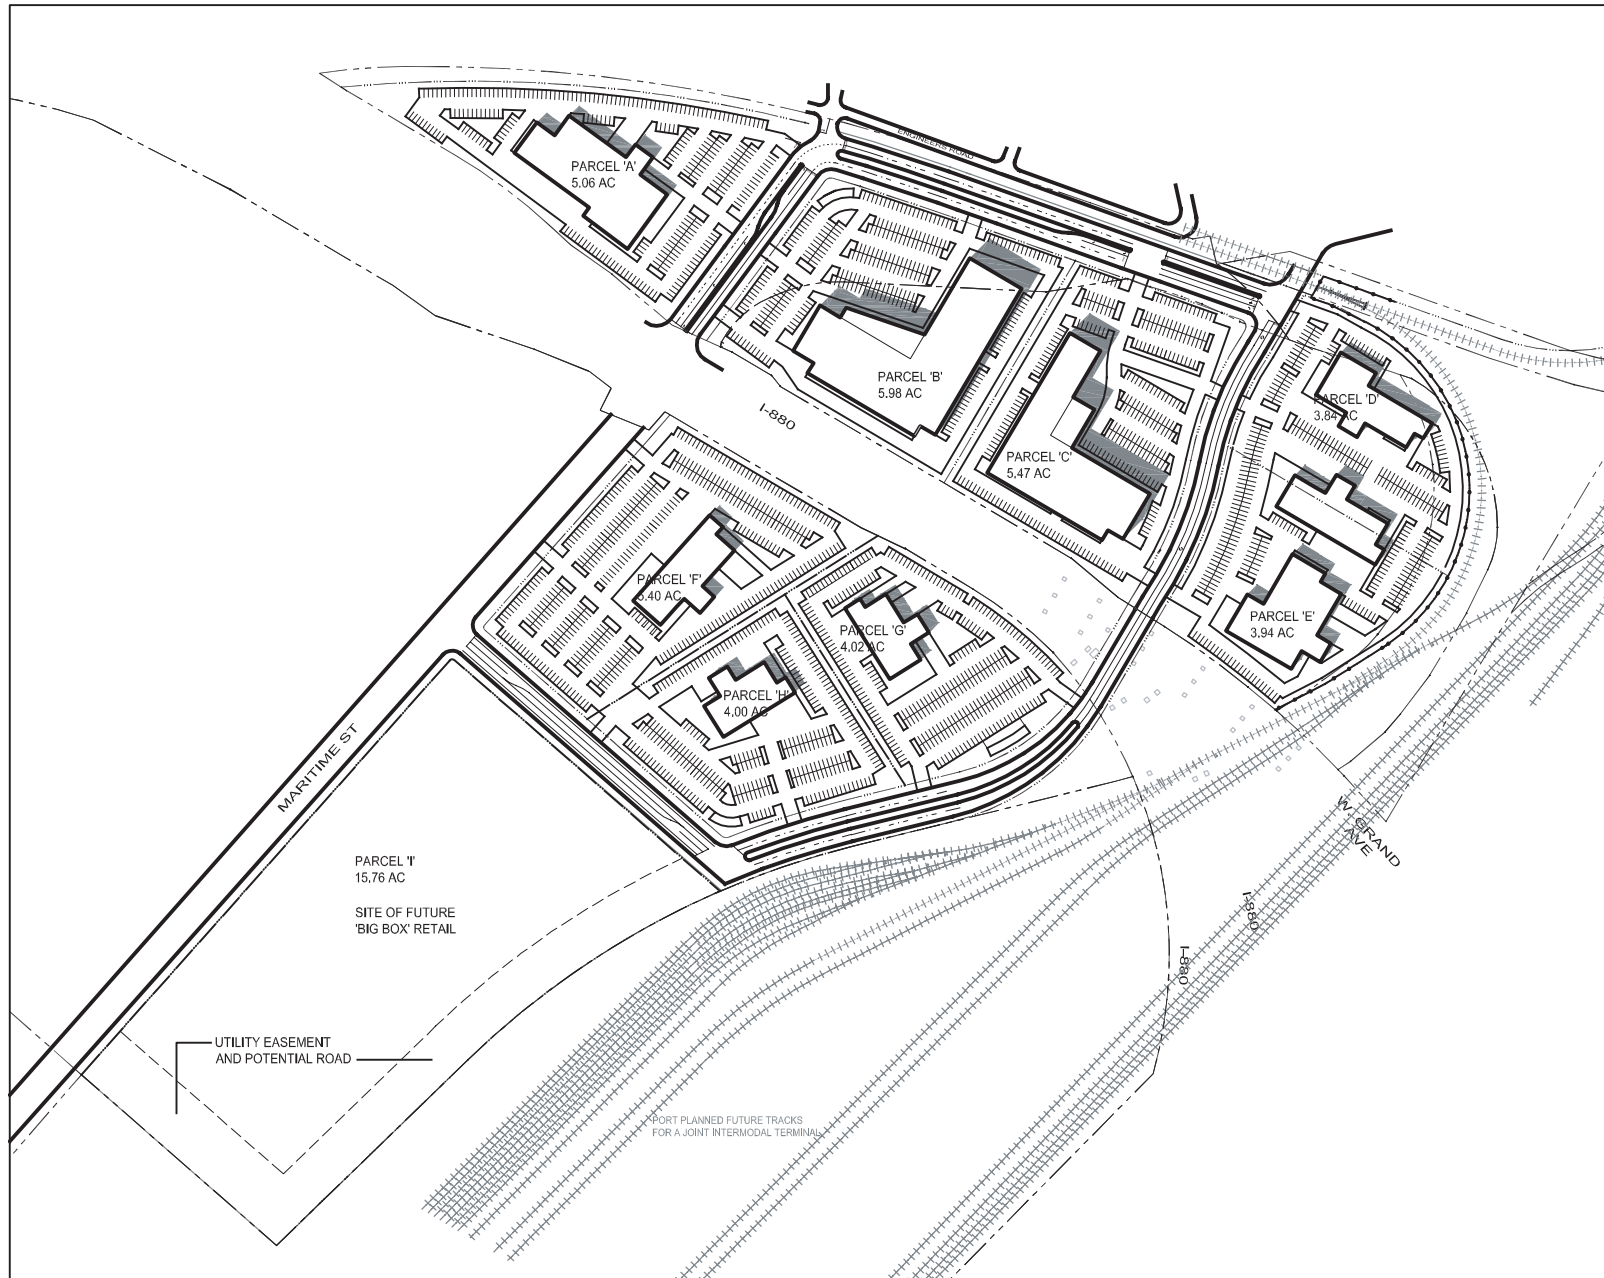 ENGINEERS ROAD
PARCEL 'A'
5.06 AC
PARCEL 'B'
5.98 AC
I-880
PARCEL 'C'
5.47 AC
PARCEL 'D'
3.84 AC
PARCEL 'E'
3.94 AC
PARCEL 'F'
5.40 AC
PARCEL 'G'
4.02 AC
PARCEL 'H'
4.00 AC
MARITIME ST
W. GRAND
AVE
I-880
I-880
PARCEL 'I'
15.76 AC
SITE OF FUTURE
'BIG BOX' RETAIL
UTILITY EASEMENT
AND POTENTIAL ROAD
PORT PLANNED FUTURE TRACKS
FOR A JOINT INTERMODAL TERMINAL